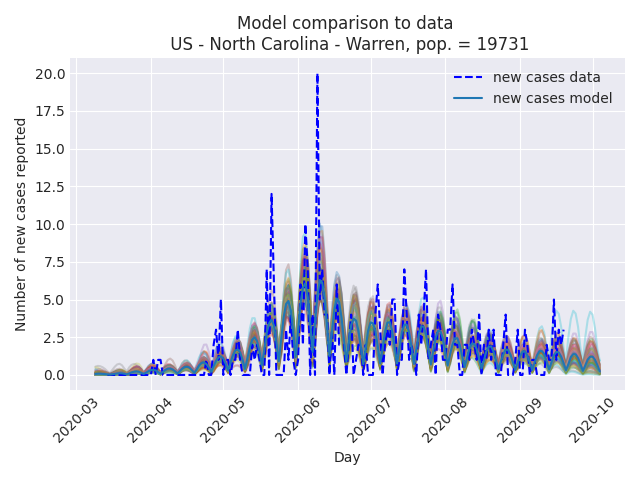 Model comparison to data
US - North Carolina - Warren, pop. = 19731
new cases data
new cases model
Number of new cases reported
20.0
17.5
15.0
12.5
10.0
7.5
5.0
2.5
0.0
2020-03
2020-04
2020-05
2020-06
2020-07
2020-08
2020-09
2020-10
Day